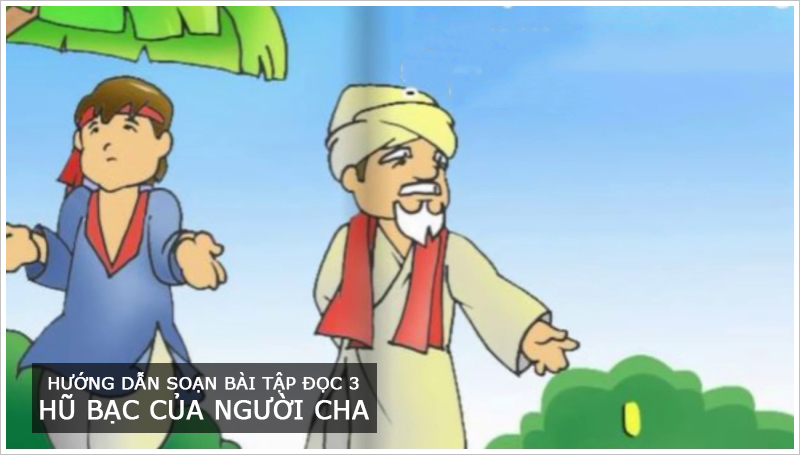 HƯỚNG DẪN SOẠN BÀI TẬP ĐỌC 3
HŨ BẠC CỦA NGƯỜI CHA